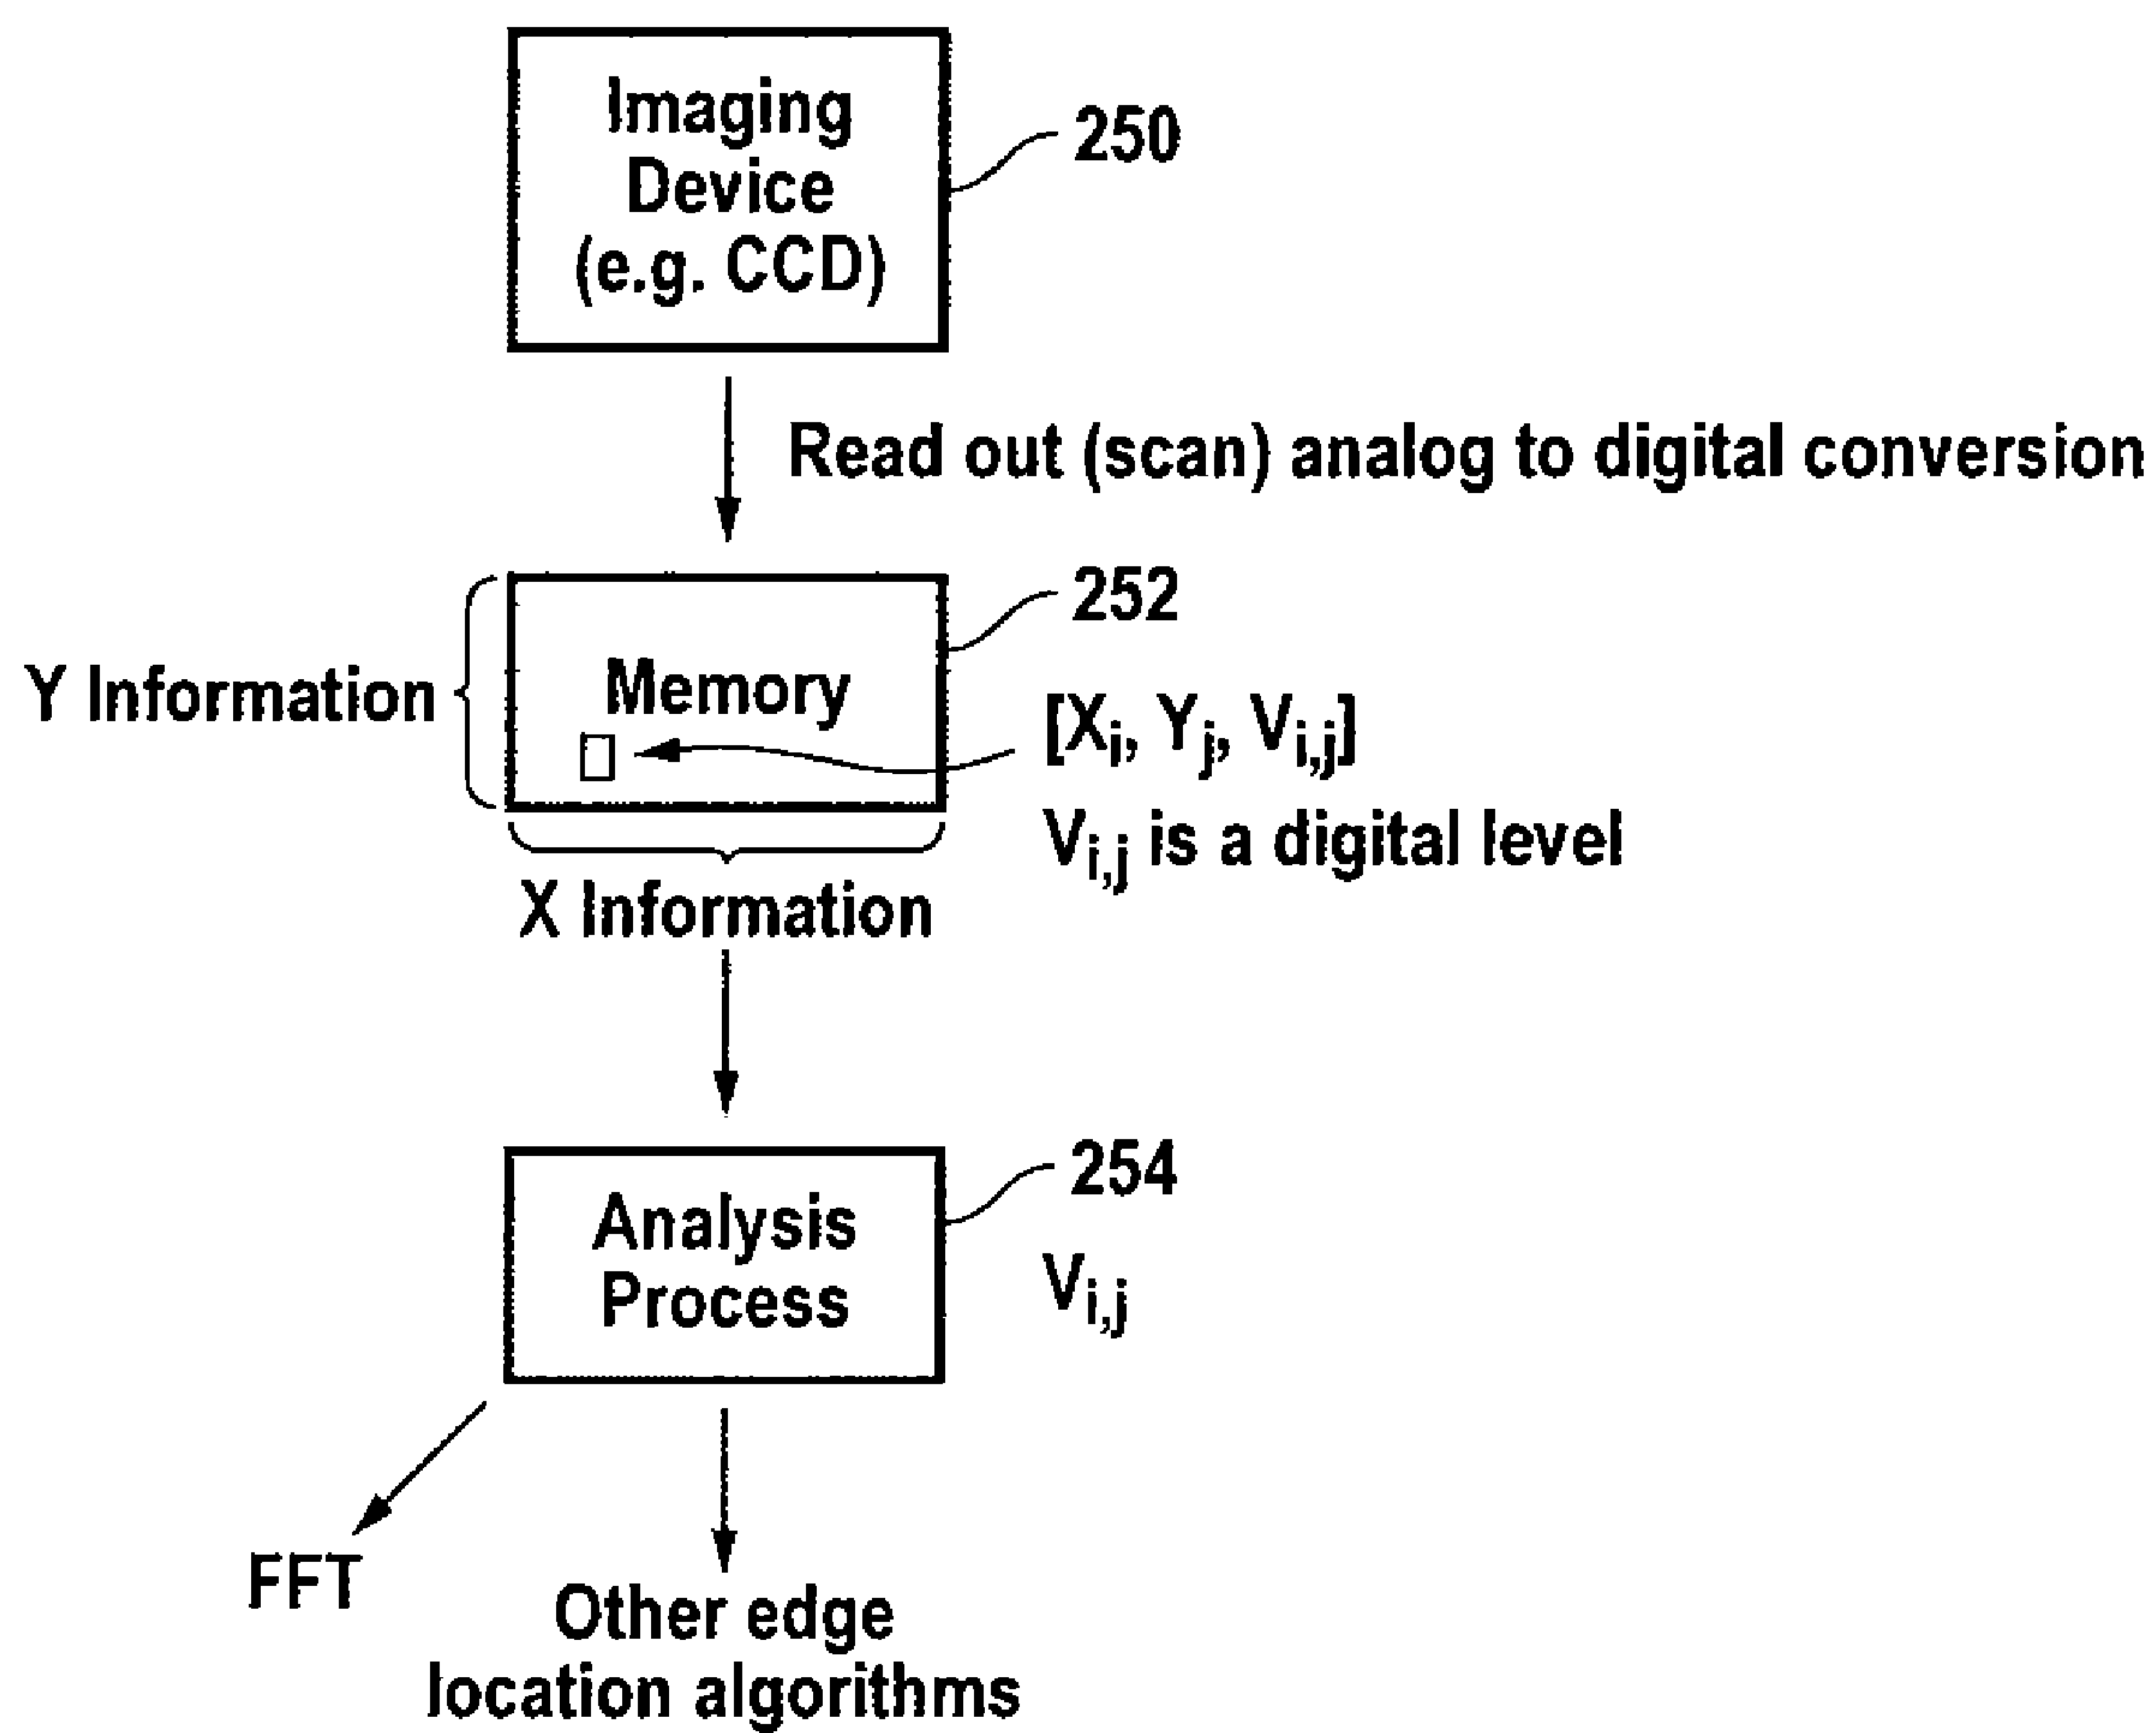 Imaging
Device
(e.g. CCD)
250
Read out (scan) analog to digital conversion
252
Y Information
Memory
[Xi, Yj, Vi,j]
Vi,j is a digital level
X Information
254
Analysis
Process
Vi,j
FFT
Other edge
location algorithms